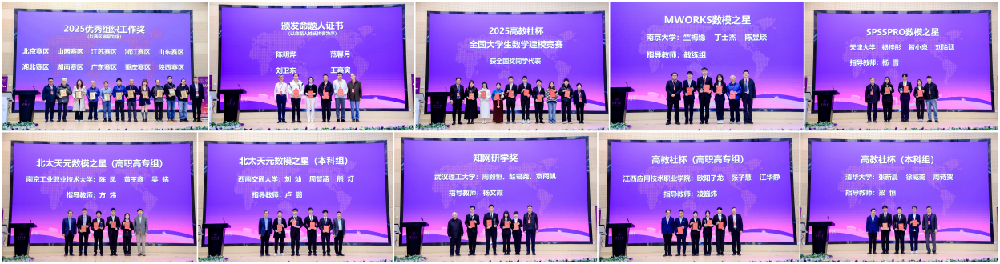 2025优秀组织工作奖
（以赛区编号为序）
北京赛区 山西赛区 江苏赛区 浙江赛区 山东赛区
湖北赛区 湖南赛区 广东赛区 重庆赛区 陕西赛区
颁发命题人证书
（以命题人姓氏拼音为序）
陈明烨 范馨月
刘卫东 王嘉寅
2025高教社杯
全国大学生数学建模竞赛
获全国奖同学代表
MWORKS数模之星
南京大学：竺梅缘 丁士杰 陈昱琰
指导教师：教练组
SPSSPRO数模之星
天津大学：杨梓彤 智小泉 刘怡廷
指导教师：杨 雪
北太天元数模之星（高职高专组）
南京工业职业技术大学：陈 凤 黄玉鑫 吴 铭
指导教师：方 炜
北太天元数模之星（本科组）
西南交通大学：刘 灿 周智涵 熊 灯
指导教师：卢 鹏
知网研学奖
武汉理工大学：周毅恒、赵君尧、袁雨帆
指导教师：杨文霞
高教社杯（高职高专组）
江西应用技术职业学院：欧阳子龙 张子慧 江华静
指导教师：凌巍炜
高教社杯（本科组）
清华大学：张新晨 徐威南 周诗贺
指导教师：梁 恒